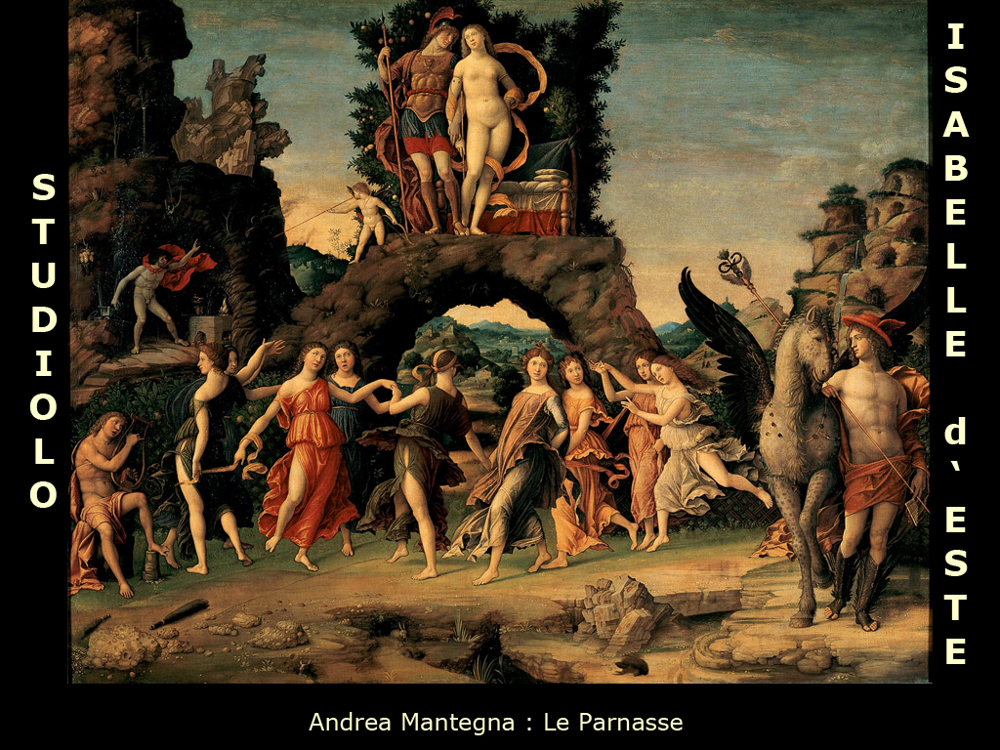 STUDIOLO
ISABELLE d‵ESTE
Andrea Mantegna : Le Parnasse